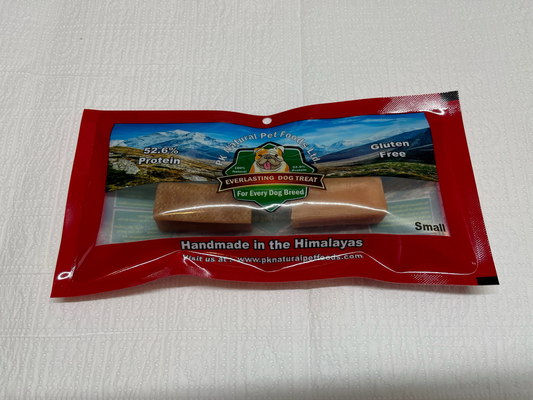 PK Natural Pet Foods Ltd.
52.6%
Protein
Gluten
Free
EVERLASTING DOG TREAT
For Every Dog Breed
Small
Handmade in the Himalayas
Visit us at : www.pknaturalpetfoods.com